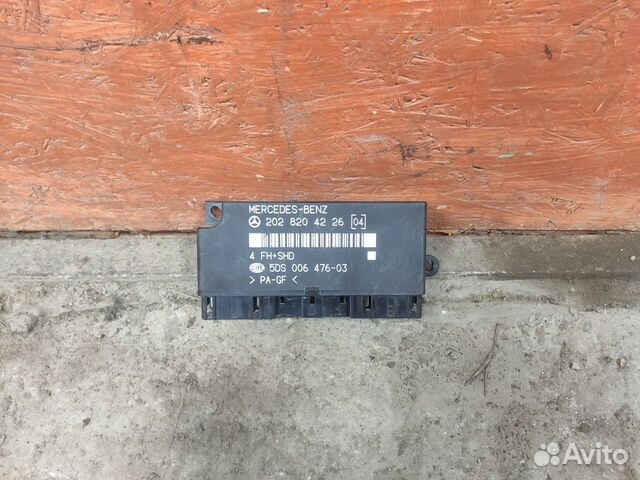 MERCEDES-BENZ
202 820 42 26 [04]
4 FH+SHD
5DS 006 476-03
> PA-GF <
Avito